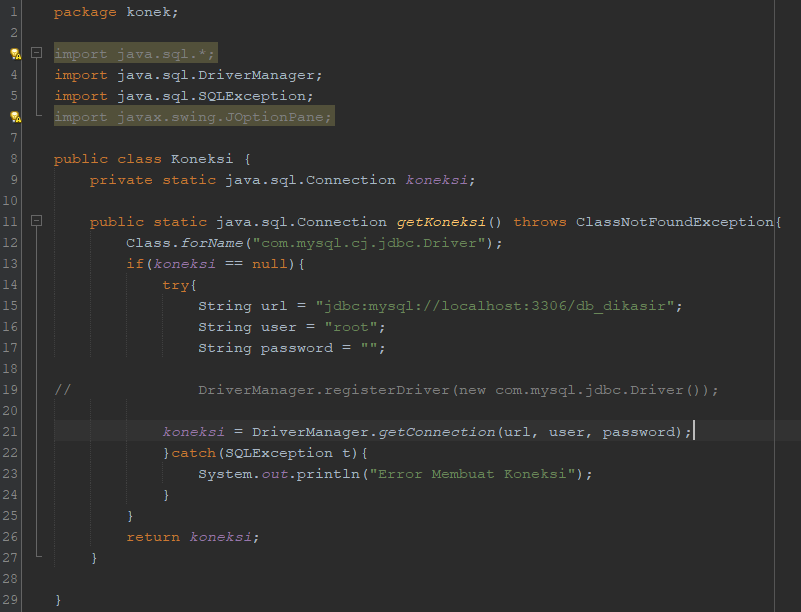 1 package konek;
2
import java.sql.*;
4 import java.sql.DriverManager;
5 import java.sql.SQLException;
import javax.swing.JOptionPane;
7
8 public class Koneksi {
9 private static java.sql.Connection koneksi;
10
11 public static java.sql.Connection getKoneksi() throws ClassNotFoundException{
12 Class.forName("com.mysql.cj.jdbc.Driver");
13 if(koneksi == null){
14 try{
15 String url = "jdbc:mysql://localhost:3306/db_dikasir";
16 String user = "root";
17 String password = "";
18
19 // DriverManager.registerDriver(new com.mysql.jdbc.Driver());
20
21 koneksi = DriverManager.getConnection(url, user, password);
22 }catch(SQLException t){
23 System.out.println("Error Membuat Koneksi");
24 }
25 }
26 return koneksi;
27 }
28
29 }